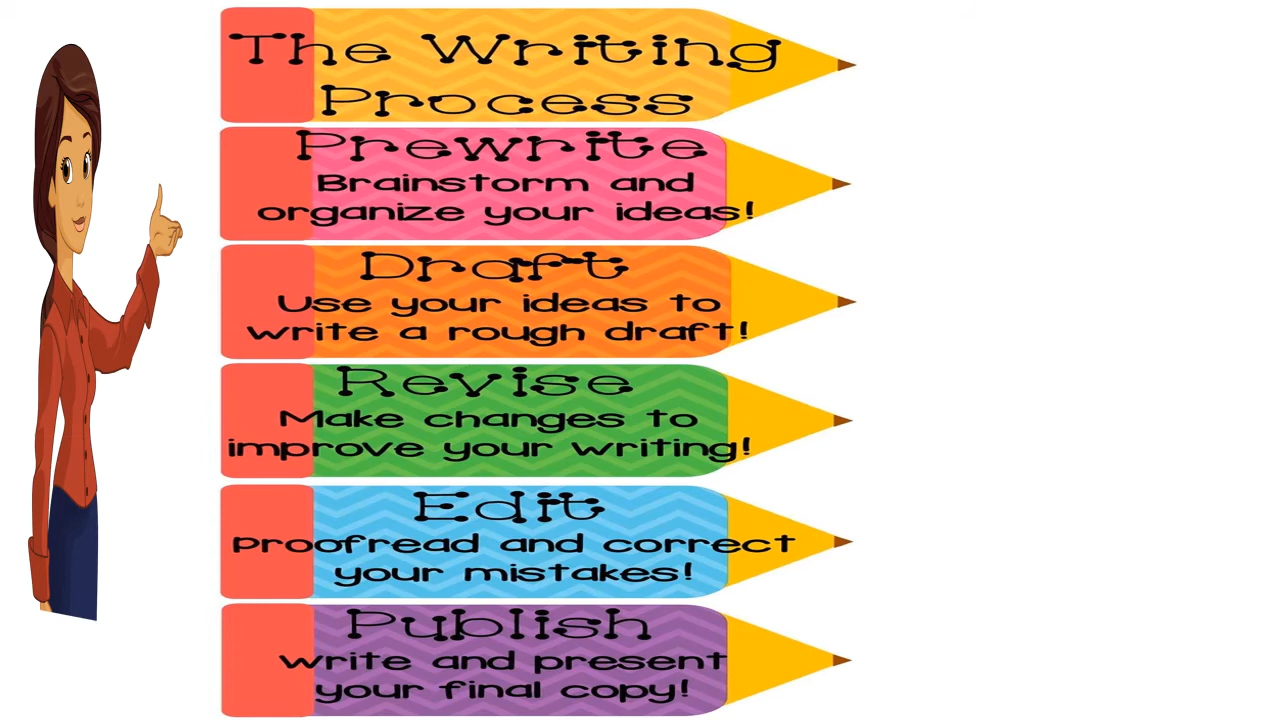 The Writing
Process
Prewrite
Brainstorm and
organize your ideas!
Draft
Use your ideas to
write a rough draft!
Revise
Make changes to
improve your writing!
Edit
Proofread and correct
your mistakes!
Publish
Write and present
your final copy!